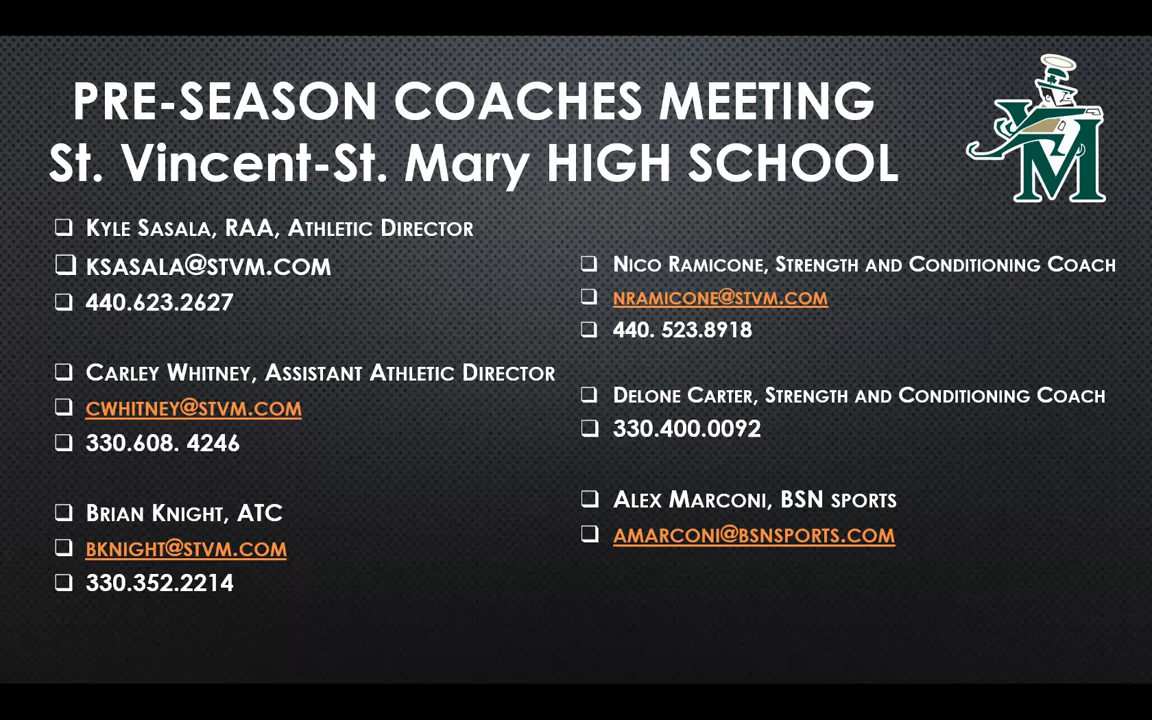 PRE-SEASON COACHES MEETING
St. Vincent-St. Mary HIGH SCHOOL
Kyle Sasala, RAA, Athletic Director
KSASALA@STVM.COM
440.623.2627
Carley Whitney, Assistant Athletic Director
CWHITNEY@STVM.COM
330.608. 4246
Brian Knight, ATC
BKNIGHT@STVM.COM
330.352.2214
Nico Ramicone, Strength and Conditioning Coach
NRAMICONE@STVM.COM
440. 523.8918
Delone Carter, Strength and Conditioning Coach
330.400.0092
Alex Marconi, BSN sports
AMARCONI@BSNSPORTS.COM
VM